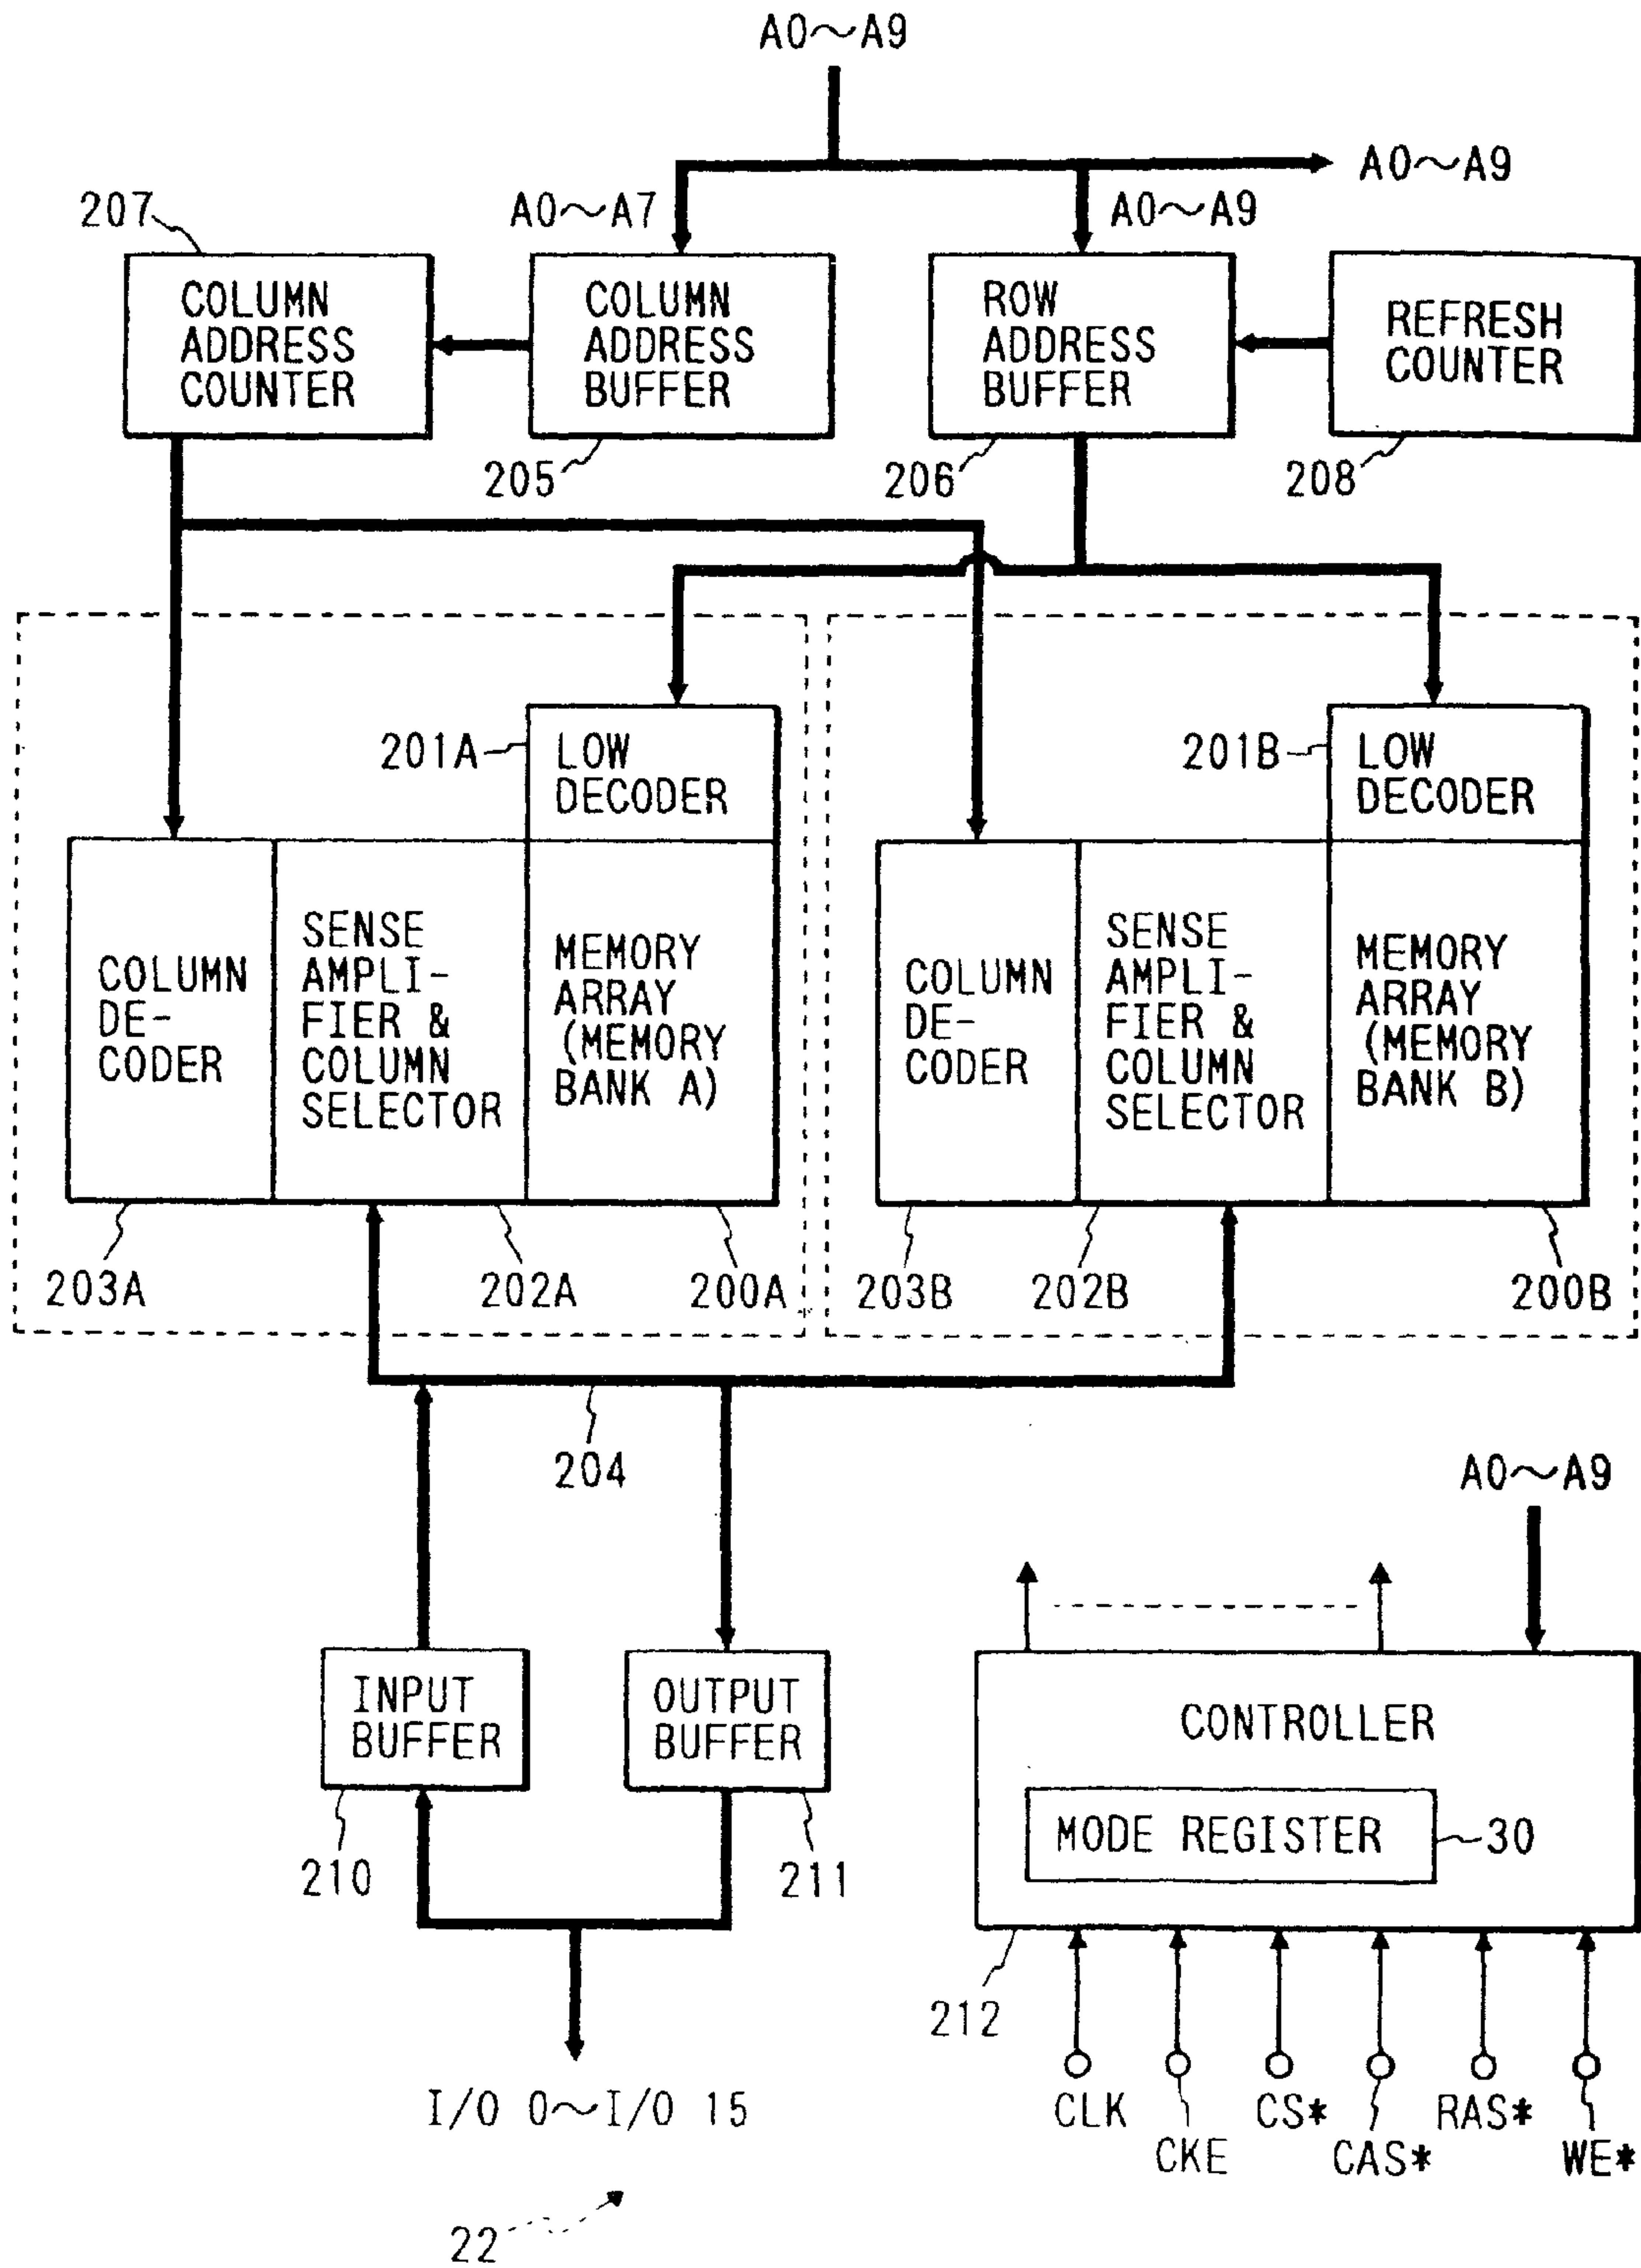 A0~A9
A0~A9
207
A0~A7
A0~A9
COLUMN
ADDRESS
COUNTER
COLUMN
ADDRESS
BUFFER
ROW
ADDRESS
BUFFER
REFRESH
COUNTER
205
206
208
201A
LOW
DECODER
201B
LOW
DECODER
COLUMN
DE-
CODER
SENSE
AMPLI-
FIER &
COLUMN
SELECTOR
MEMORY
ARRAY
(MEMORY
BANK A)
COLUMN
DE-
CODER
SENSE
AMPLI-
FIER &
COLUMN
SELECTOR
MEMORY
ARRAY
(MEMORY
BANK B)
203A
202A
200A
203B
202B
200B
204
A0~A9
INPUT
BUFFER
OUTPUT
BUFFER
CONTROLLER
MODE REGISTER
30
210
211
212
I/O 0~I/O 15
CLK
CKE
CS*
CAS*
RAS*
WE*
22